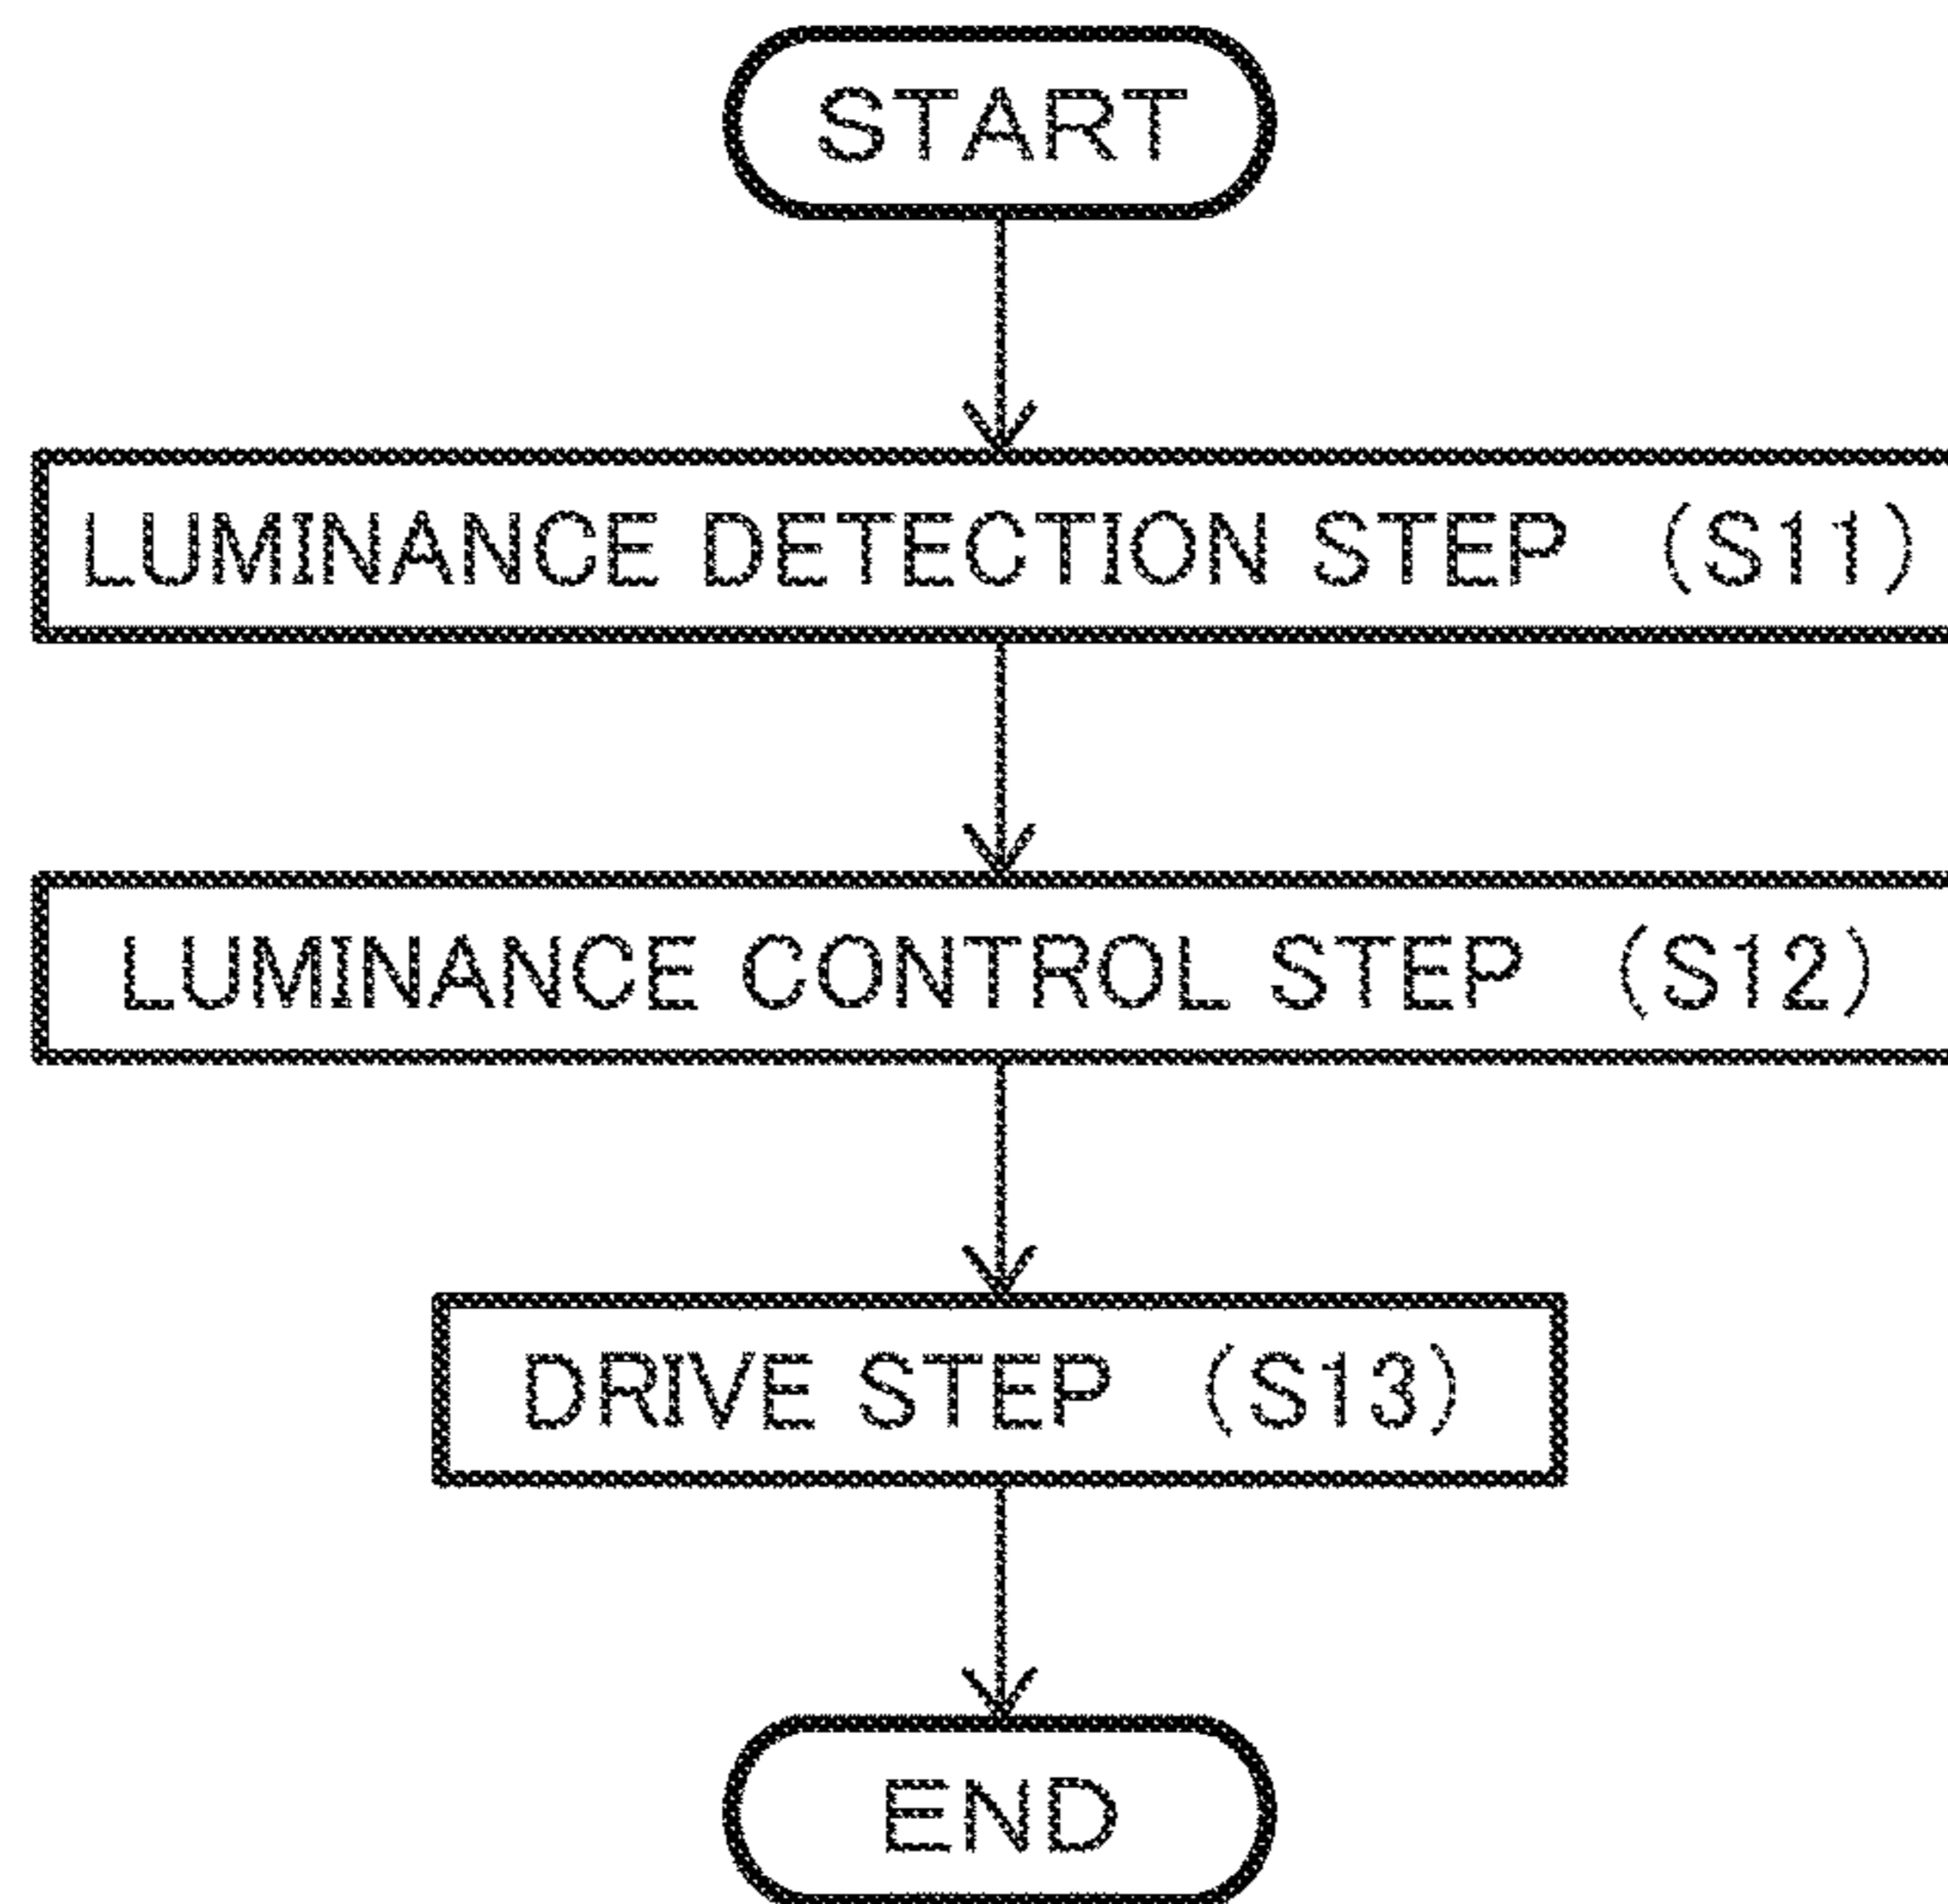 START
LUMINANCE DETECTION STEP (S11)
LUMINANCE CONTROL STEP (S12)
DRIVE STEP (S13)
END